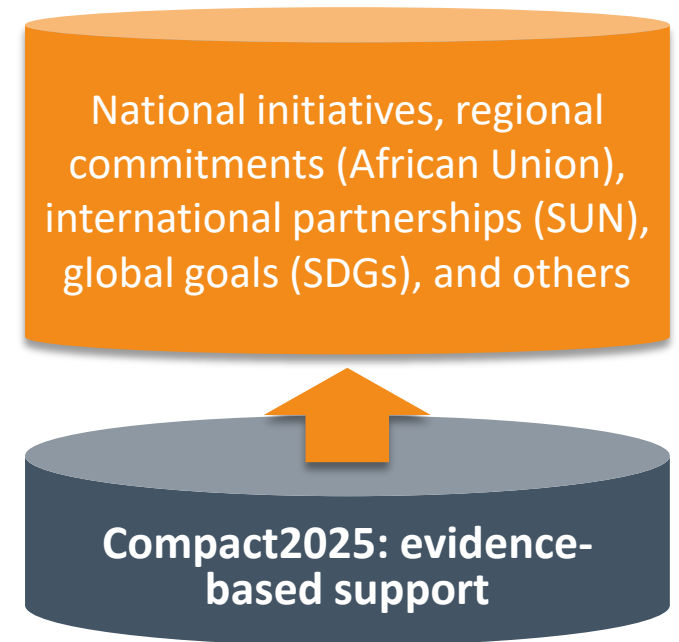 National initiatives, regional
commitments (African Union),
international partnerships (SUN),
global goals (SDGs), and others
Compact2025: evidence-
based support